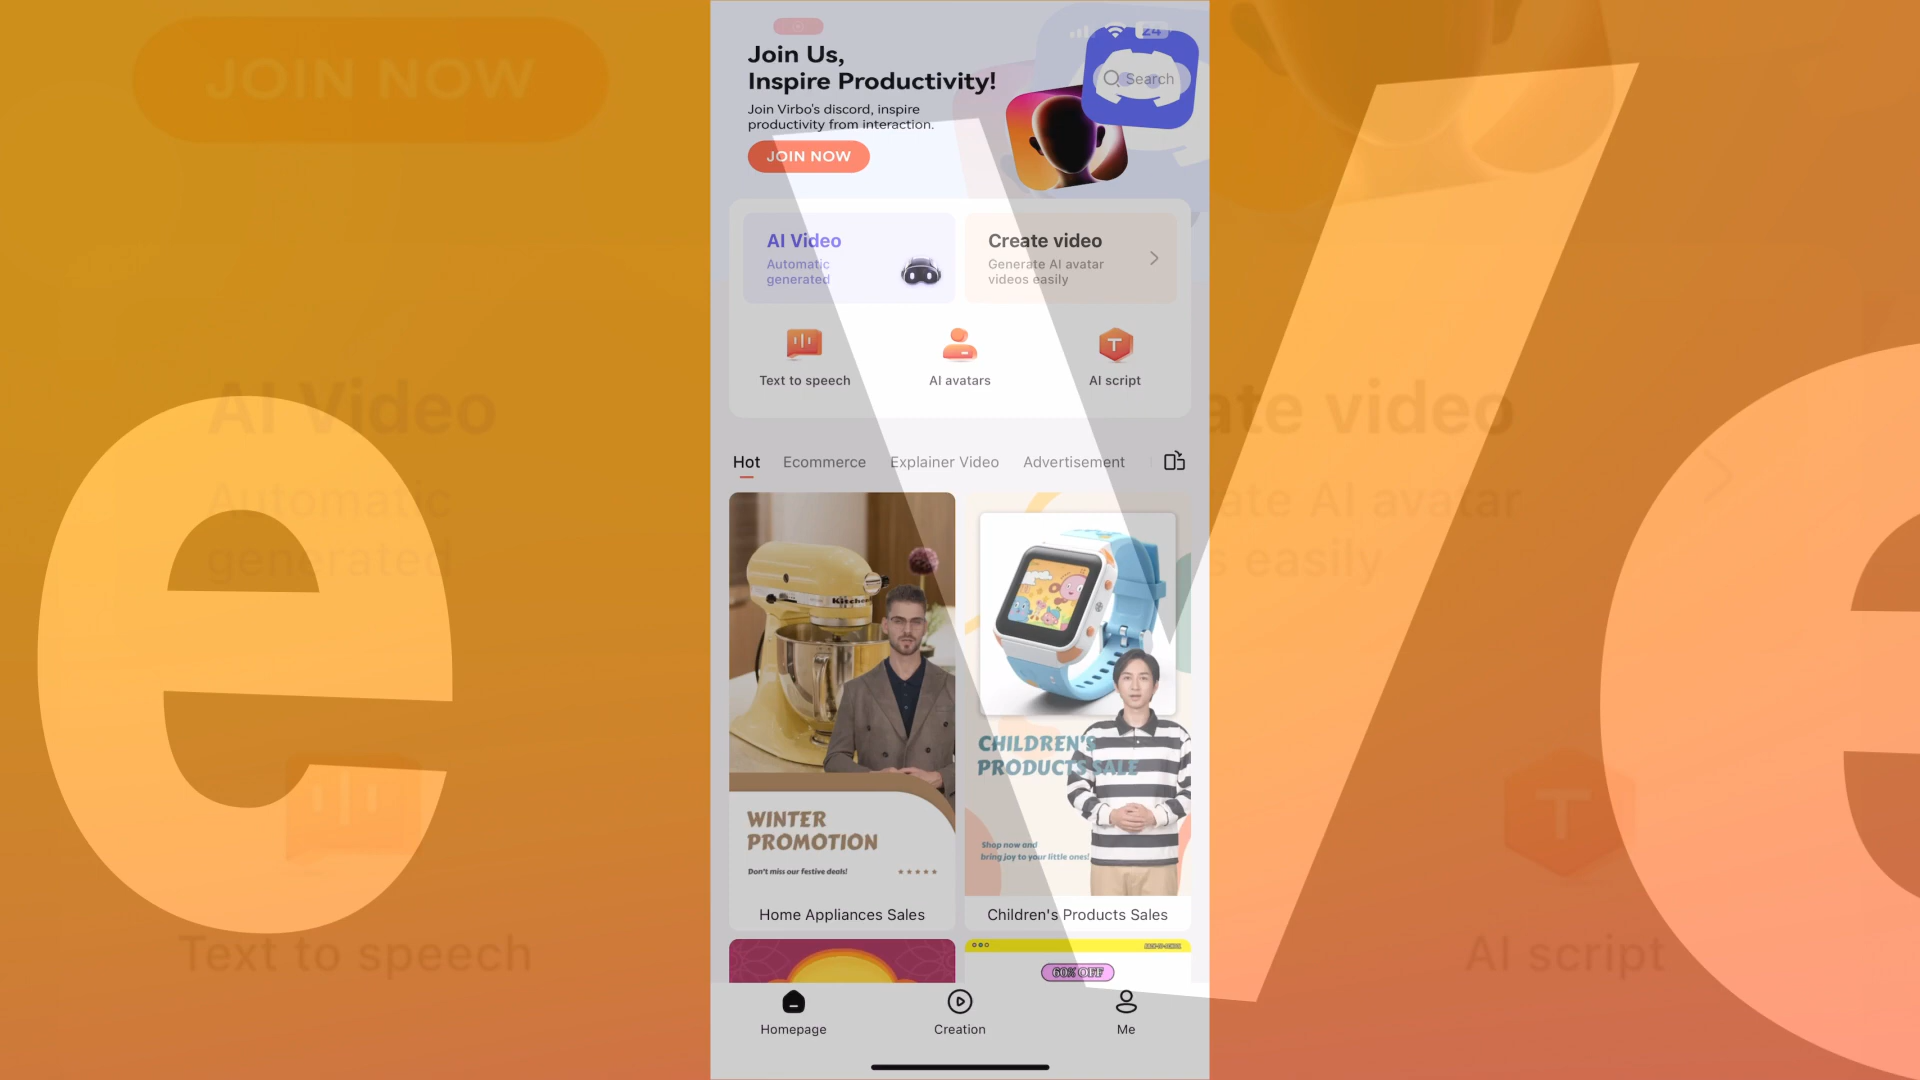 24
Join Us,
Inspire Productivity!
Search
Join Virbo's discord, inspire
productivity from interaction.
JOIN NOW
JOIN NOW
AI Video
Automatic
generated
Create video
Generate AI avatar
videos easily
Text to speech
AI avatars
AI script
AI Video
Automatic
generated
ate video
ate AI avatar
s easily
Hot
Ecommerce
Explainer Video
Advertisement
WINTER
PROMOTION
Don't miss our festive deals!
CHILDREN'S
PRODUCTS SALE
Shop now and
bring joy to your little ones!
Home Appliances Sales
Children's Products Sales
60% OFF
Text to speech
AI script
Homepage
Creation
Me
e V e